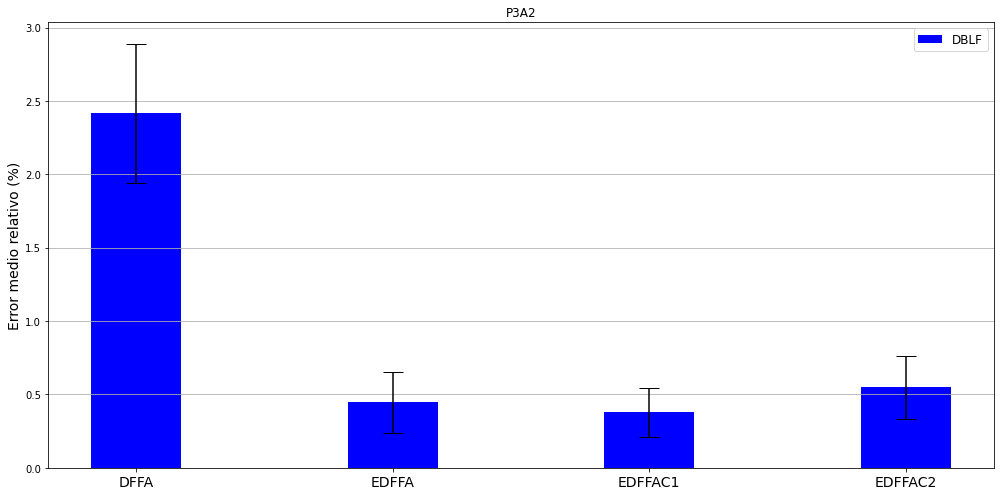 P3A2
DBLF
Error medio relativo (%)
3.0
2.5
2.0
1.5
1.0
0.5
0.0
DFFA EDFFA EDFFAC1 EDFFAC2